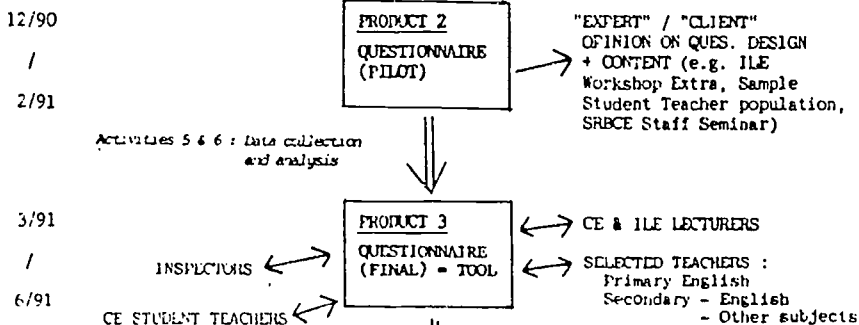 12/90
/
2/91
PRODUCT 2
QUESTIONNAIRE
(PILOT)
"EXPERT" / "CLIENT"
OPINION ON QUES. DESIGN
+ CONTENT (e.g. ILE
Workshop Extra, Sample
Student Teacher population,
SRBCE Staff Seminar)
Activities 5 & 6 : Data collection
and analysis
3/91
/
6/91
PRODUCT 3
QUESTIONNAIRE
(FINAL) = TOOL
INSPECTORS
CE STUDENT TEACHERS
CE & ILE LECTURERS
SELECTED TEACHERS :
Primary English
Secondary - English
- Other subjects